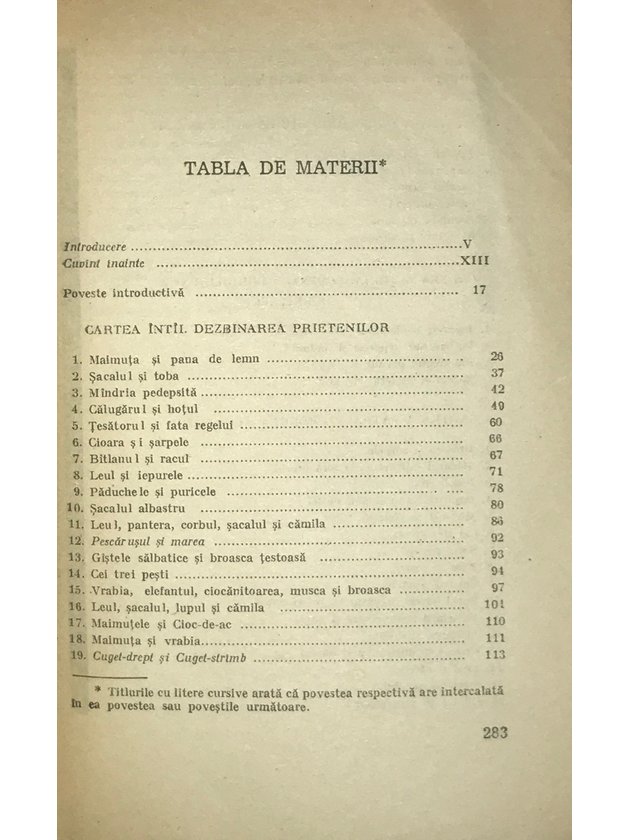 TABLA DE MATERII*
Introducere ........ V
Cuvînt înainte ........ XIII
Poveste introductivă ........ 17
CARTEA ÎNTÎI. DEZBINAREA PRIETENILOR
1. Maimuța și pana de lemn ........ 26
2. Șacalul și toba ........ 37
3. Mîndria pedepsită ........ 42
4. Călugărul și hoțul ........ 49
5. Țesătorul și fata regelui ........ 60
6. Cioara și șarpele ........ 66
7. Bîtlanul și racul ........ 67
8. Leul și iepurele ........ 71
9. Păduchele și puricele ........ 78
10. Șacalul albastru ........ 80
11. Leul, pantera, corbul, șacalul și cămila ........ 86
12. Pescărușul și marea ........ 92
13. Gîștele sălbatice și broasca țestoasă ........ 93
14. Cei trei pești ........ 94
15. Vrabia, elefantul, ciocănitoarea, musca și broasca ........ 97
16. Leul, șacalul, lupul și cămila ........ 101
17. Maimuțele și Cioc-de-ac ........ 110
18. Maimuța și vrabia ........ 111
19. Cuget-drept și Cuget-strîmb ........ 113
* Titlurile cu litere cursive arată că povestea respectivă are intercalată
în ea povestea sau poveștile următoare.
283